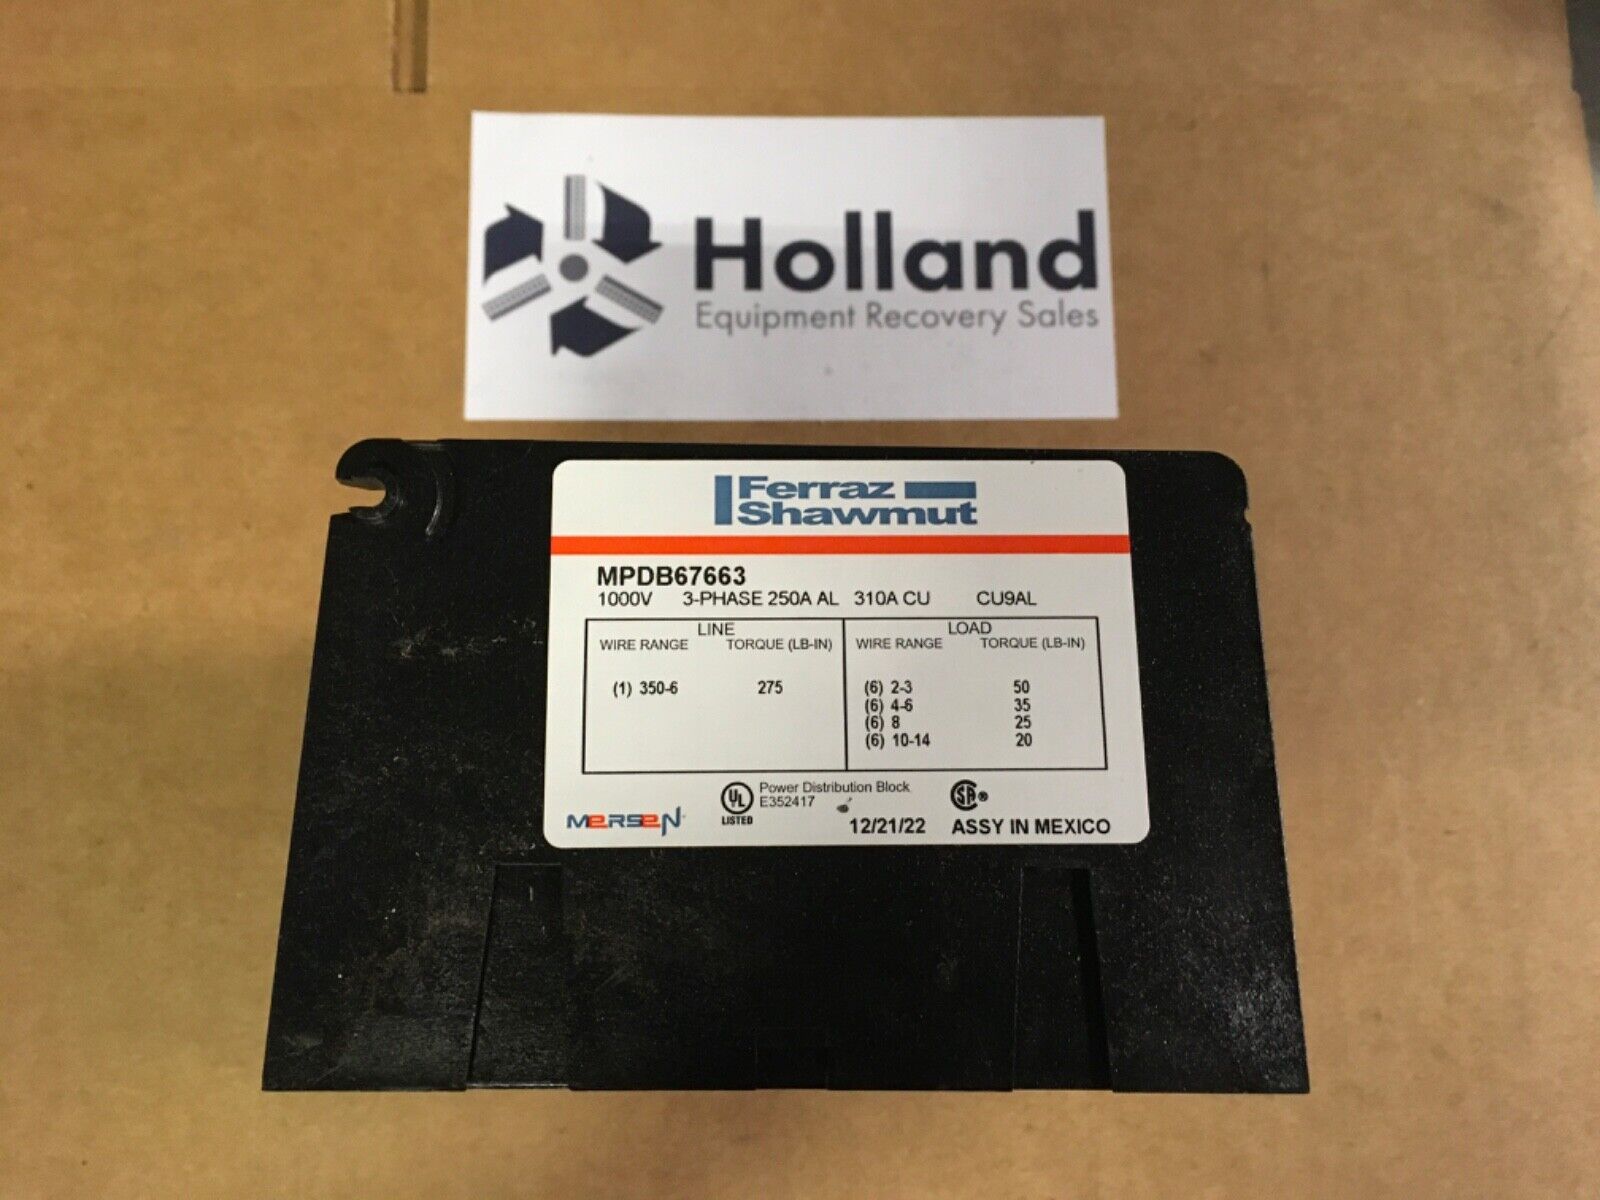 Holland
Equipment Recovery Sales
Ferraz
Shawmut
MPDB67663
1000V 3-PHASE 250A AL 310A CU CU9AL
LINE LOAD
WIRE RANGE TORQUE (LB-IN) WIRE RANGE TORQUE (LB-IN)
(1) 350-6 275 (6) 2-3 50
(6) 4-6 35
(6) 8 25
(6) 10-14 20
UL
LISTED
Power Distribution Block
E352417
SA®
MERSEN
12/21/22 ASSY IN MEXICO